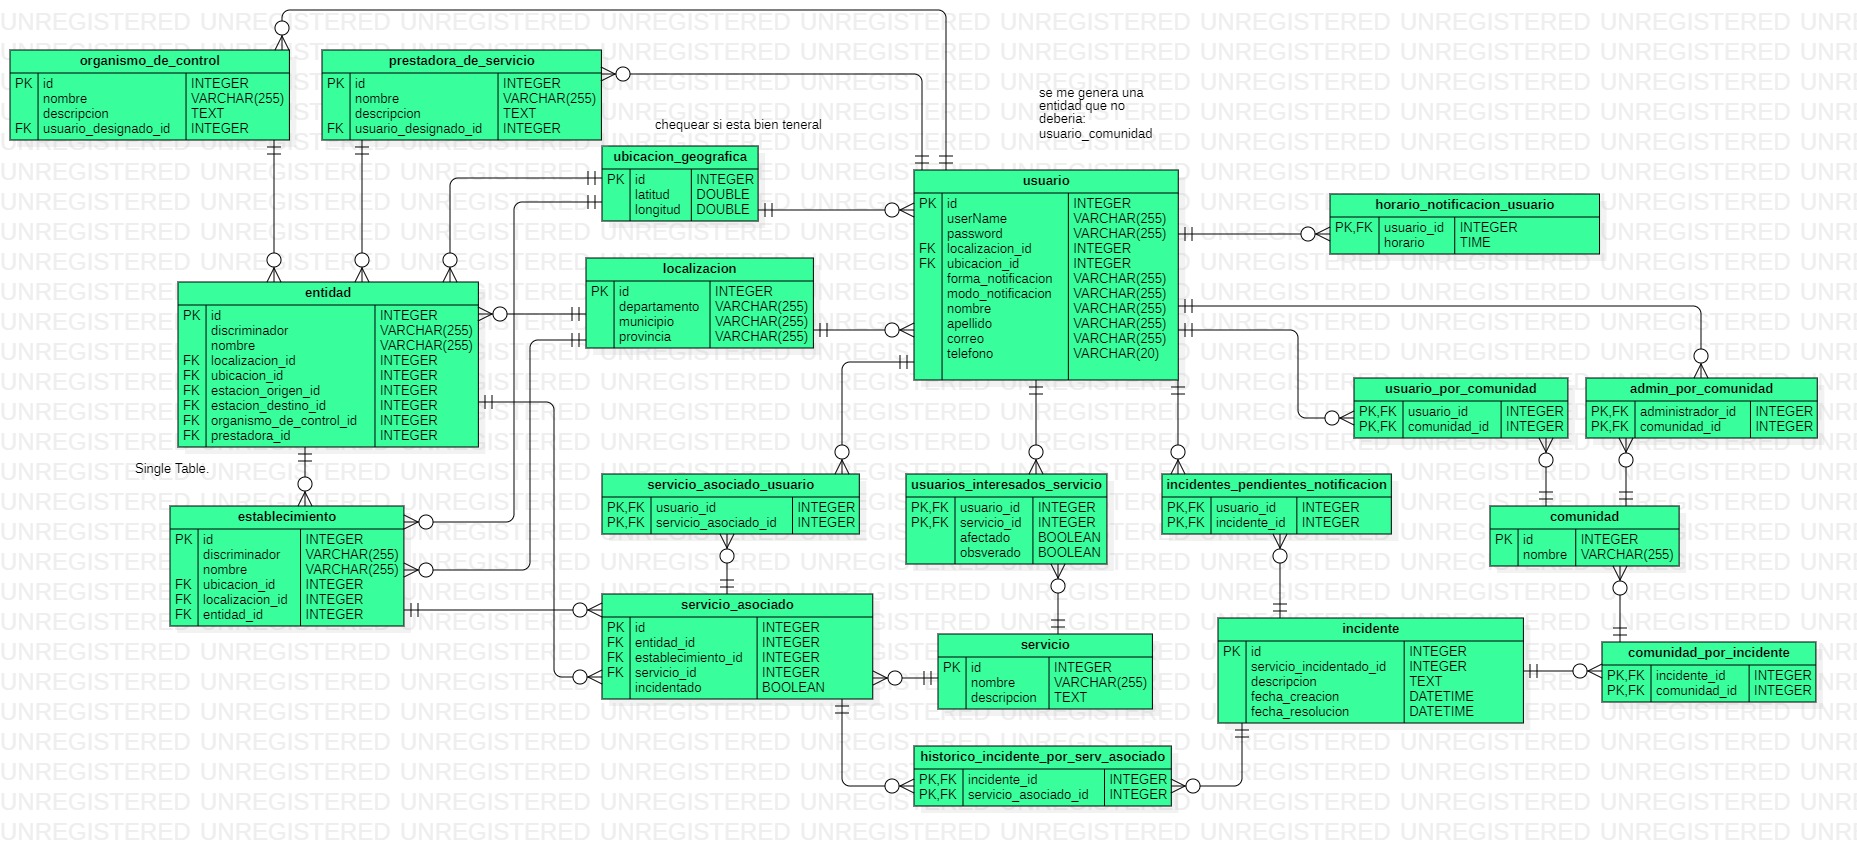 organismo_de_control
PK id INTEGER
nombre VARCHAR(255)
descripcion TEXT
FK usuario_designado_id INTEGER
prestadora_de_servicio
PK id INTEGER
nombre VARCHAR(255)
descripcion TEXT
FK usuario_designado_id INTEGER
chequear si esta bien teneral
se me genera una
entidad que no
deberia:
usuario_comunidad
ubicacion_geografica
PK id INTEGER
latitud DOUBLE
longitud DOUBLE
usuario
PK id INTEGER
userName VARCHAR(255)
password VARCHAR(255)
FK localizacion_id INTEGER
FK ubicacion_id INTEGER
forma_notificacion VARCHAR(255)
modo_notificacion VARCHAR(255)
nombre VARCHAR(255)
apellido VARCHAR(255)
correo VARCHAR(255)
telefono VARCHAR(20)
horario_notificacion_usuario
PK,FK usuario_id INTEGER
horario TIME
localizacion
PK id INTEGER
departamento VARCHAR(255)
municipio VARCHAR(255)
provincia VARCHAR(255)
entidad
PK id INTEGER
discriminador VARCHAR(255)
nombre VARCHAR(255)
FK localizacion_id INTEGER
FK ubicacion_id INTEGER
FK estacion_origen_id INTEGER
FK estacion_destino_id INTEGER
FK organismo_de_control_id INTEGER
FK prestadora_id INTEGER
Single Table.
usuario_por_comunidad
PK,FK usuario_id INTEGER
PK,FK comunidad_id INTEGER
admin_por_comunidad
PK,FK administrador_id INTEGER
PK,FK comunidad_id INTEGER
establecimiento
PK id INTEGER
discriminador VARCHAR(255)
nombre VARCHAR(255)
FK ubicacion_id INTEGER
FK localizacion_id INTEGER
FK entidad_id INTEGER
servicio_asociado_usuario
PK,FK usuario_id INTEGER
PK,FK servicio_asociado_id INTEGER
usuarios_interesados_servicio
PK,FK usuario_id INTEGER
PK,FK servicio_id INTEGER
afectado BOOLEAN
obsverado BOOLEAN
incidentes_pendientes_notificacion
PK,FK usuario_id INTEGER
PK,FK incidente_id INTEGER
comunidad
PK id INTEGER
nombre VARCHAR(255)
servicio_asociado
PK id INTEGER
FK entidad_id INTEGER
FK establecimiento_id INTEGER
FK servicio_id INTEGER
incidentado BOOLEAN
servicio
PK id INTEGER
nombre VARCHAR(255)
descripcion TEXT
incidente
PK id INTEGER
servicio_incidentado_id INTEGER
descripcion TEXT
fecha_creacion DATETIME
fecha_resolucion DATETIME
comunidad_por_incidente
PK,FK incidente_id INTEGER
PK,FK comunidad_id INTEGER
historico_incidente_por_serv_asociado
PK,FK incidente_id INTEGER
PK,FK servicio_asociado_id INTEGER
UNREGISTERED